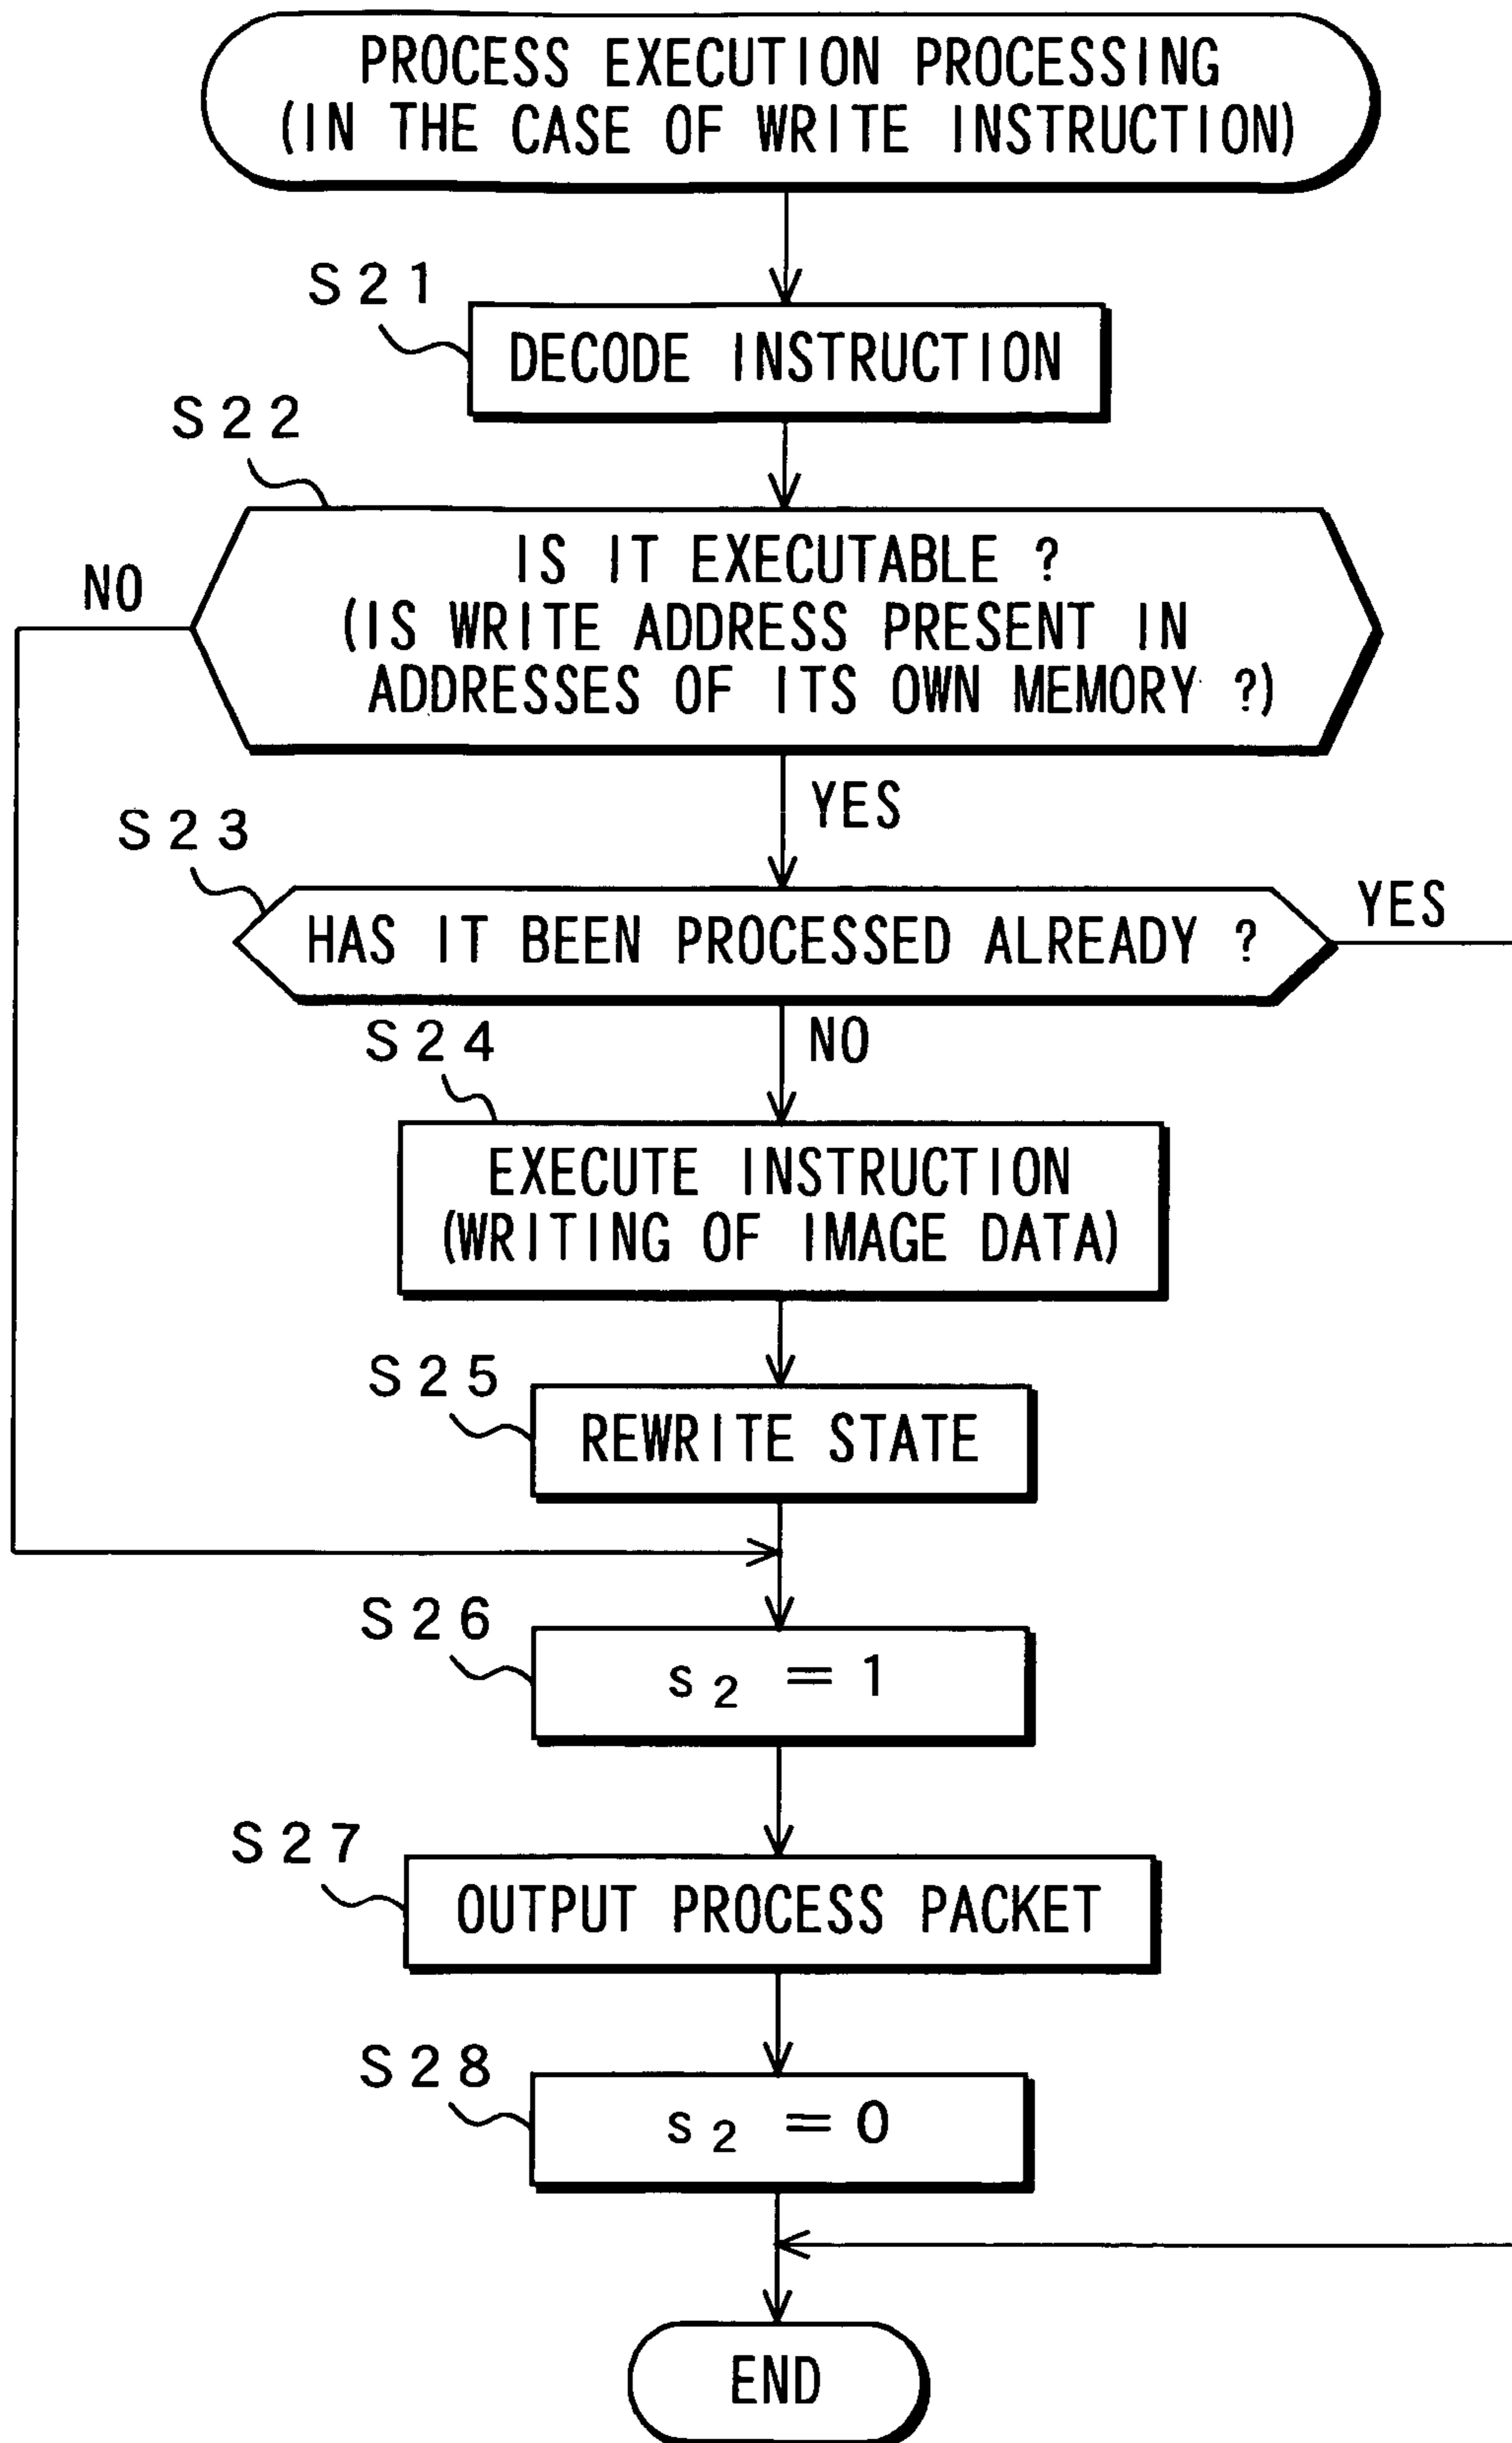 PROCESS EXECUTION PROCESSING
(IN THE CASE OF WRITE INSTRUCTION)
S21
DECODE INSTRUCTION
S22
IS IT EXECUTABLE ?
NO
(IS WRITE ADDRESS PRESENT IN
ADDRESSES OF ITS OWN MEMORY ?)
YES
S23
YES
HAS IT BEEN PROCESSED ALREADY ?
S24
NO
EXECUTE INSTRUCTION
(WRITING OF IMAGE DATA)
S25
REWRITE STATE
S26
s₂ = 1
S27
OUTPUT PROCESS PACKET
S28
s₂ = 0
END